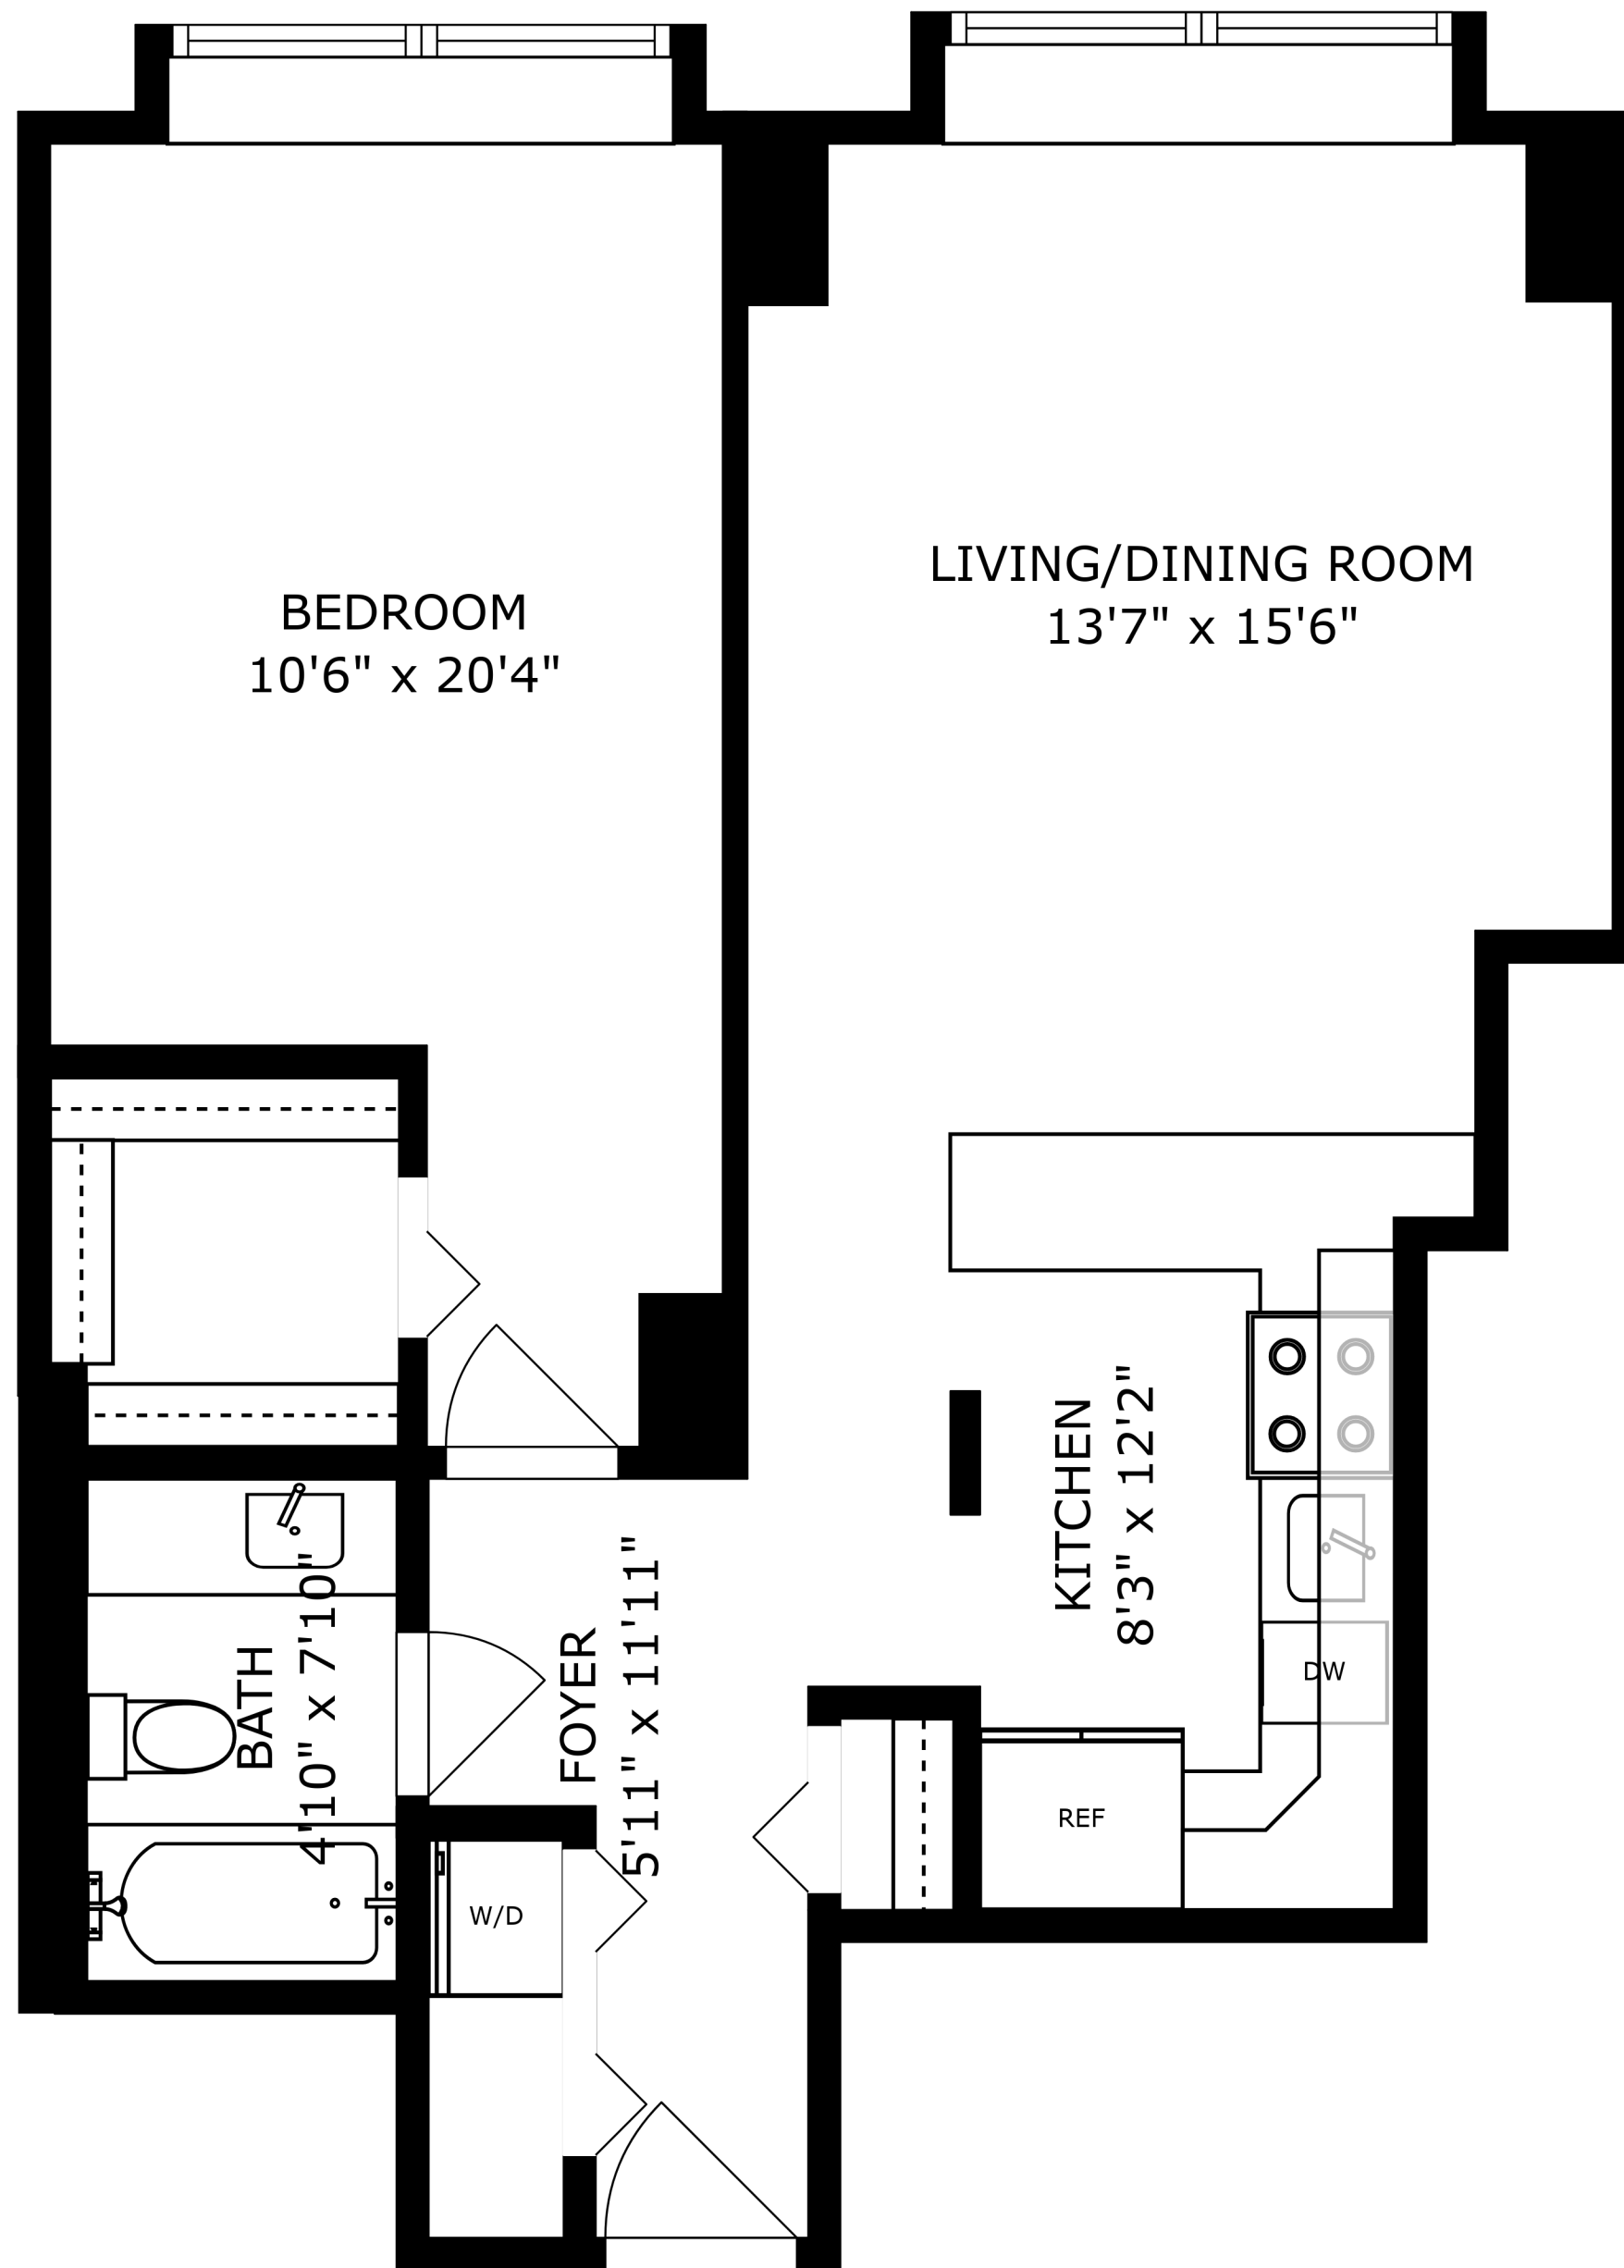 LIVING/DINING ROOM
13'7" x 15'6"
BEDROOM
10'6" x 20'4"
KITCHEN
8'3" x 12'2"
BATH
4'10" x 7'10"
FOYER
5'11" x 11'11"
DW
REF
W/D